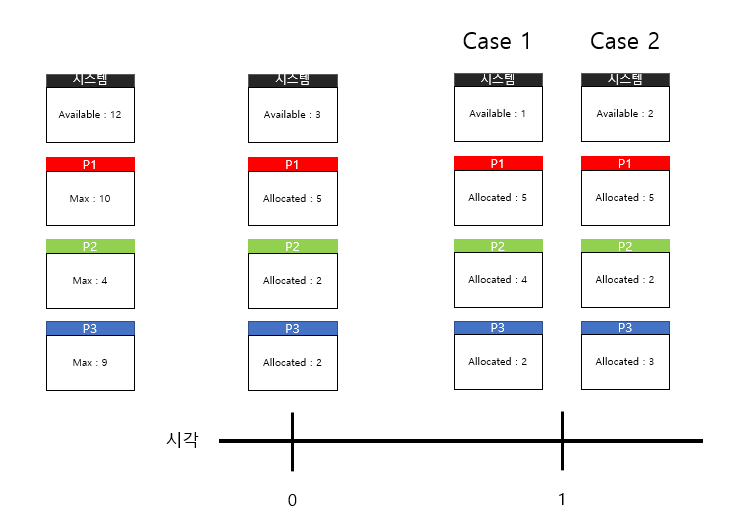 Case 1
Case 2
시스템
Available : 12
P1
Max : 10
P2
Max : 4
P3
Max : 9
시스템
Available : 3
P1
Allocated : 5
P2
Allocated : 2
P3
Allocated : 2
시스템
Available : 1
P1
Allocated : 5
P2
Allocated : 4
P3
Allocated : 2
시스템
Available : 2
P1
Allocated : 5
P2
Allocated : 2
P3
Allocated : 3
시각
0
1